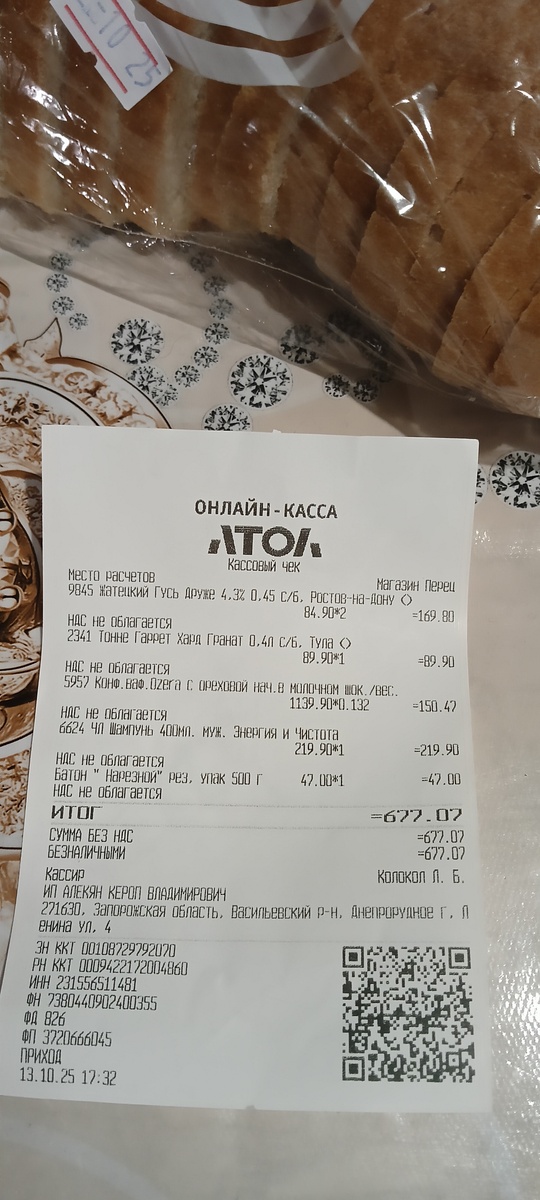 10 25
ОНЛАЙН-КАССА
АТОЛ
Кассовый чек
Место расчетов Магазин Перец
9845 Жатецкий Гусь Друже 4.3% 0.45 С/Б, Ростов-на-Дону <>
84.90*2 =169.80
НДС не облагается
2341 Тонне Гаррет Хард Гранат 0.4л С/Б, Тула <>
89.90*1 =89.90
НДС не облагается
5957 Конф.ваф.Ozera с ореховой нач.в молочном шок./вес.
1139.90*0.132 =150.47
НДС не облагается
6624 ЧЛ Шампунь 400мл. муж. Энергия и Чистота
219.90*1 =219.90
НДС не облагается
Батон " Нарезной" рез, упак 500 г 47.00*1 =47.00
НДС не облагается
ИТОГ =677.07
СУММА БЕЗ НДС =677.07
БЕЗНАЛИЧНЫМИ =677.07
Кассир Колокол Л. Б.
ИП АЛЕКЯН КЕРОП ВЛАДИМИРОВИЧ
271630, Запорожская область, Васильевский р-н, Днепрорудное г, Л
енина ул, 4
ЗН ККТ 00108729792070
РН ККТ 0009422172004860
ИНН 231556511481
ФН 7380440902400355
ФД 826
ФП 3720666045
ПРИХОД
13.10.25 17:32